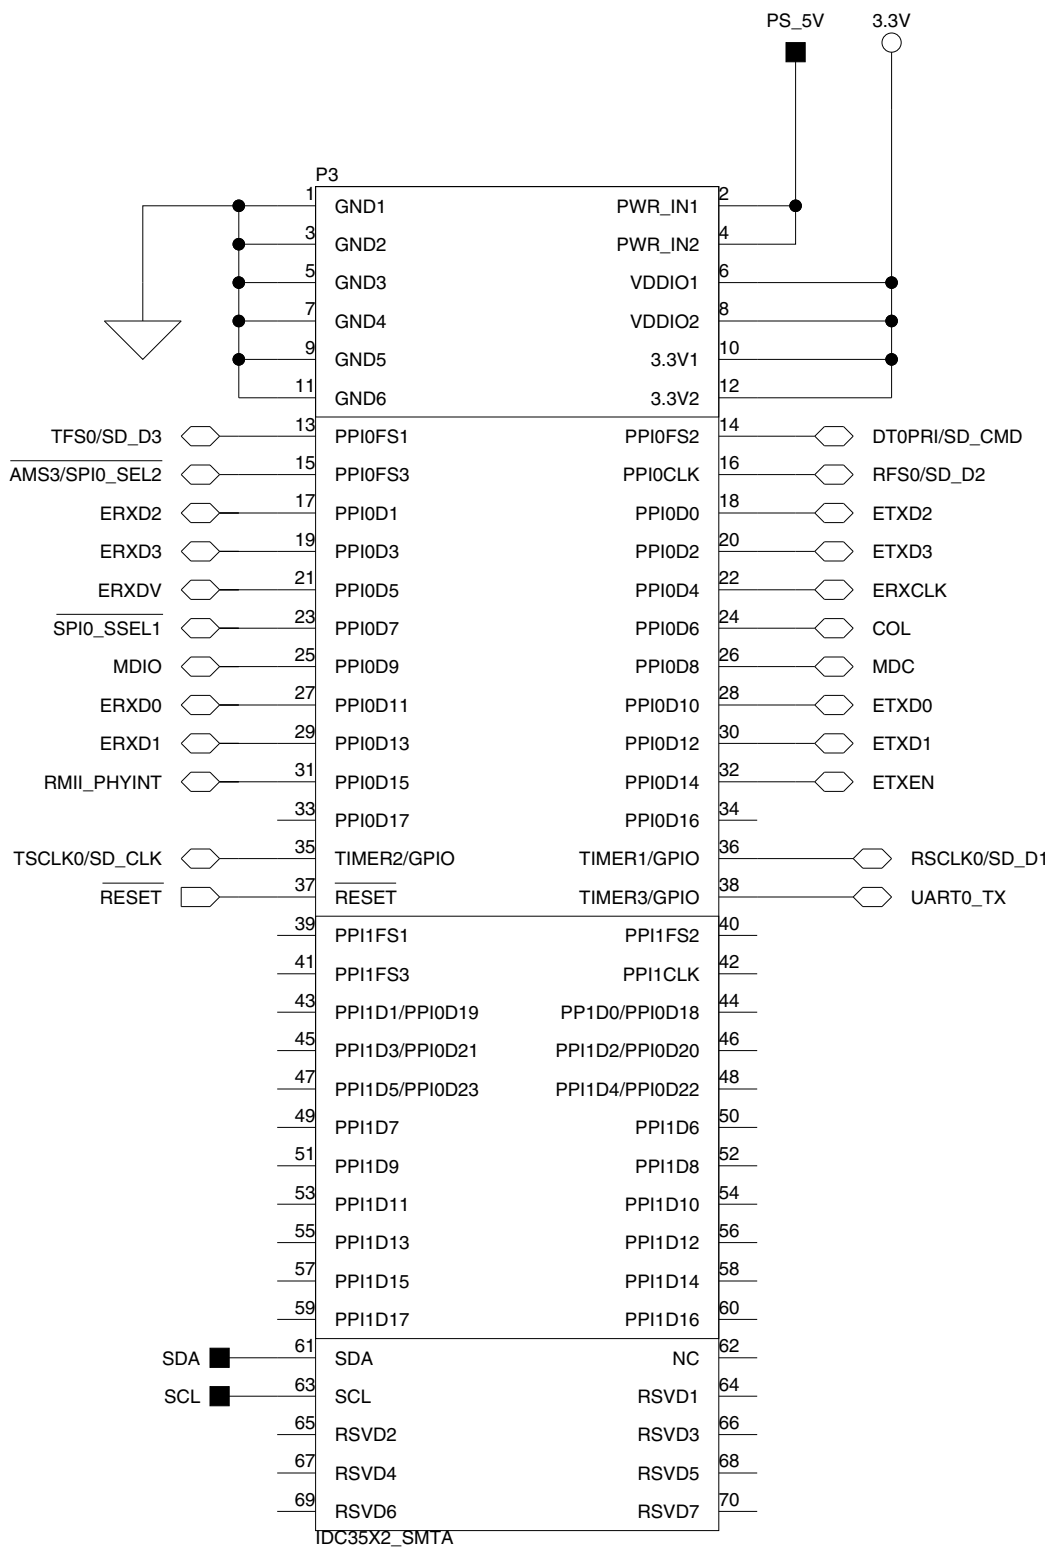 PS_5V 3.3V
P3
1 GND1 PWR_IN1 2
3 GND2 PWR_IN2 4
5 GND3 VDDIO1 6
7 GND4 VDDIO2 8
9 GND5 3.3V1 10
11 GND6 3.3V2 12
TFS0/SD_D3 13 PPI0FS1 PPI0FS2 14 DT0PRI/SD_CMD
AMS3/SPI0_SEL2 15 PPI0FS3 PPI0CLK 16 RFS0/SD_D2
ERXD2 17 PPI0D1 PPI0D0 18 ETXD2
ERXD3 19 PPI0D3 PPI0D2 20 ETXD3
ERXDV 21 PPI0D5 PPI0D4 22 ERXCLK
SPI0_SSEL1 23 PPI0D7 PPI0D6 24 COL
MDIO 25 PPI0D9 PPI0D8 26 MDC
ERXD0 27 PPI0D11 PPI0D10 28 ETXD0
ERXD1 29 PPI0D13 PPI0D12 30 ETXD1
RMII_PHYINT 31 PPI0D15 PPI0D14 32 ETXEN
33 PPI0D17 PPI0D16 34
TSCLK0/SD_CLK 35 TIMER2/GPIO TIMER1/GPIO 36 RSCLK0/SD_D1
RESET 37 RESET TIMER3/GPIO 38 UART0_TX
39 PPI1FS1 PPI1FS2 40
41 PPI1FS3 PPI1CLK 42
43 PPI1D1/PPI0D19 PP1D0/PPI0D18 44
45 PPI1D3/PPI0D21 PPI1D2/PPI0D20 46
47 PPI1D5/PPI0D23 PPI1D4/PPI0D22 48
49 PPI1D7 PPI1D6 50
51 PPI1D9 PPI1D8 52
53 PPI1D11 PPI1D10 54
55 PPI1D13 PPI1D12 56
57 PPI1D15 PPI1D14 58
59 PPI1D17 PPI1D16 60
SDA 61 SDA NC 62
SCL 63 SCL RSVD1 64
65 RSVD2 RSVD3 66
67 RSVD4 RSVD5 68
69 RSVD6 RSVD7 70
IDC35X2_SMTA